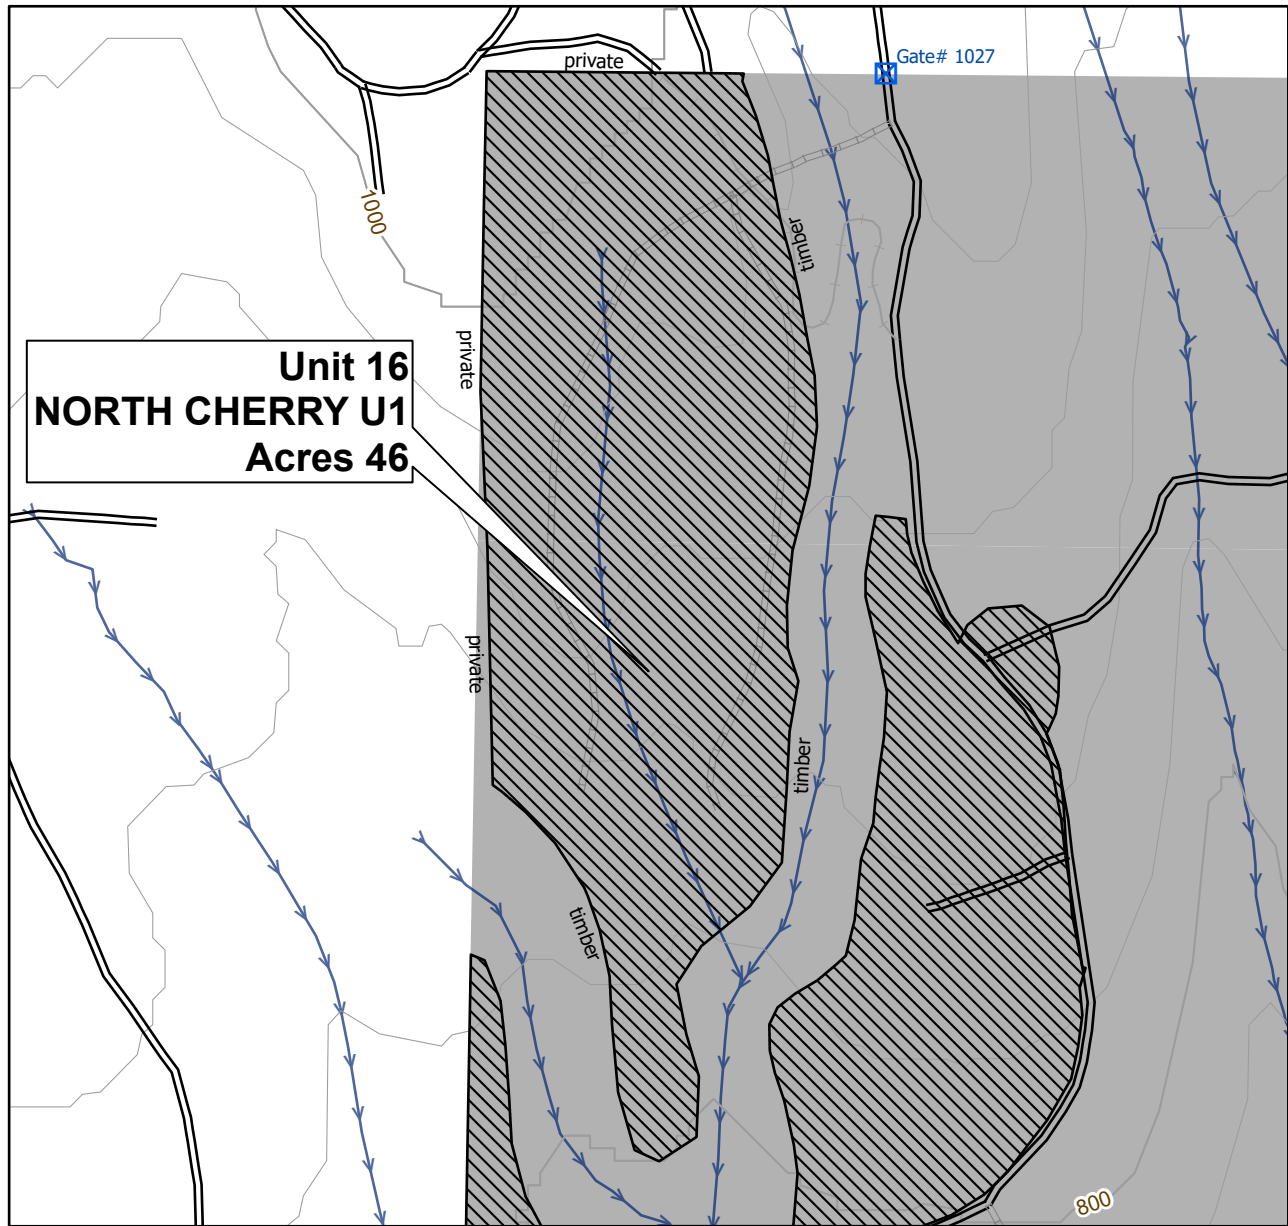 private
Gate# 1027
1000
timber
private
Unit 16
NORTH CHERRY U1
Acres 46
private
timber
timber
800